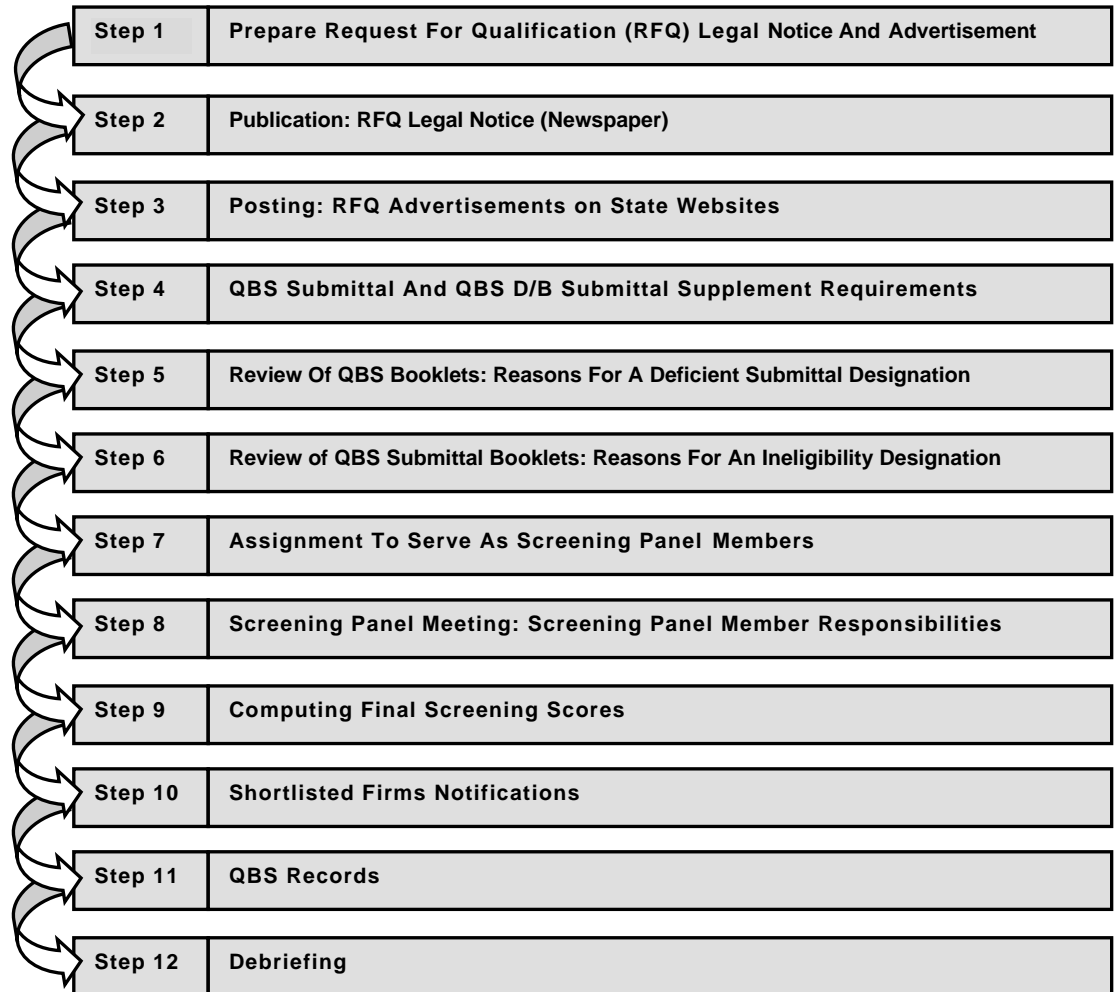 Step 1 Prepare Request For Qualification (RFQ) Legal Notice And Advertisement
Step 2 Publication: RFQ Legal Notice (Newspaper)
Step 3 Posting: RFQ Advertisements on State Websites
Step 4 QBS Submittal And QBS D/B Submittal Supplement Requirements
Step 5 Review Of QBS Booklets: Reasons For A Deficient Submittal Designation
Step 6 Review of QBS Submittal Booklets: Reasons For An Ineligibility Designation
Step 7 Assignment To Serve As Screening Panel Members
Step 8 Screening Panel Meeting: Screening Panel Member Responsibilities
Step 9 Computing Final Screening Scores
Step 10 Shortlisted Firms Notifications
Step 11 QBS Records
Step 12 Debriefing